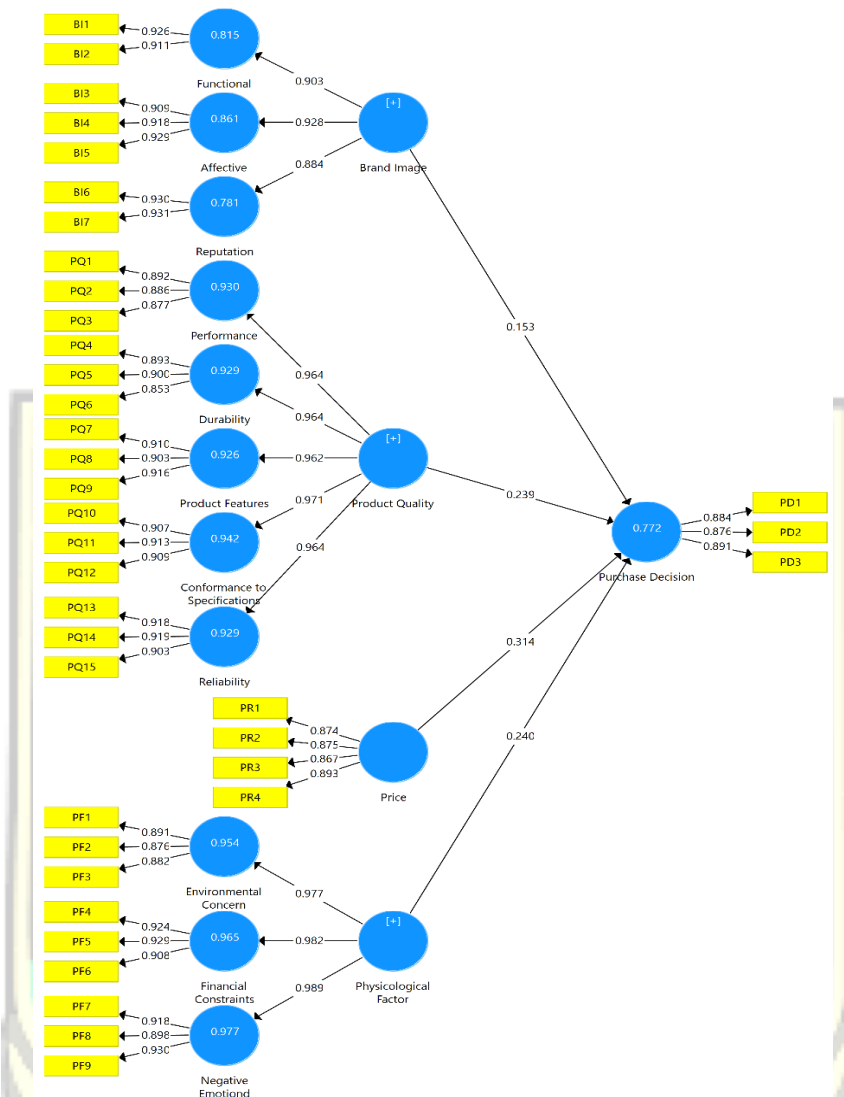 BI1
0.926
0.911
BI2
0.815
Functional
BI3
0.909
BI4
0.918
0.929
BI5
0.861
Affective
BI6
0.930
0.931
BI7
0.781
Reputation
0.903
0.928
0.884
[+]
Brand Image
PQ1
0.892
PQ2
0.886
0.877
PQ3
0.930
Performance
PQ4
0.893
PQ5
0.900
0.853
PQ6
0.929
Durability
PQ7
0.910
PQ8
0.903
0.916
PQ9
0.926
Product Features
PQ10
0.907
PQ11
0.913
0.909
PQ12
0.942
Conformance to
Specifications
PQ13
0.918
PQ14
0.919
0.903
PQ15
0.929
Reliability
0.964
0.964
0.962
0.971
0.964
[+]
Product Quality
0.153
0.239
0.314
0.240
0.772
Purchase Decision
0.884
PD1
0.876
PD2
0.891
PD3
PR1
0.874
PR2
0.875
PR3
0.867
0.893
PR4
Price
PF1
0.891
PF2
0.876
0.882
PF3
0.954
Environmental
Concern
PF4
0.924
PF5
0.929
0.908
PF6
0.965
Financial
Constraints
PF7
0.918
PF8
0.898
0.930
PF9
0.977
Negative
Emotiond
0.977
0.982
0.989
[+]
Physicological
Factor